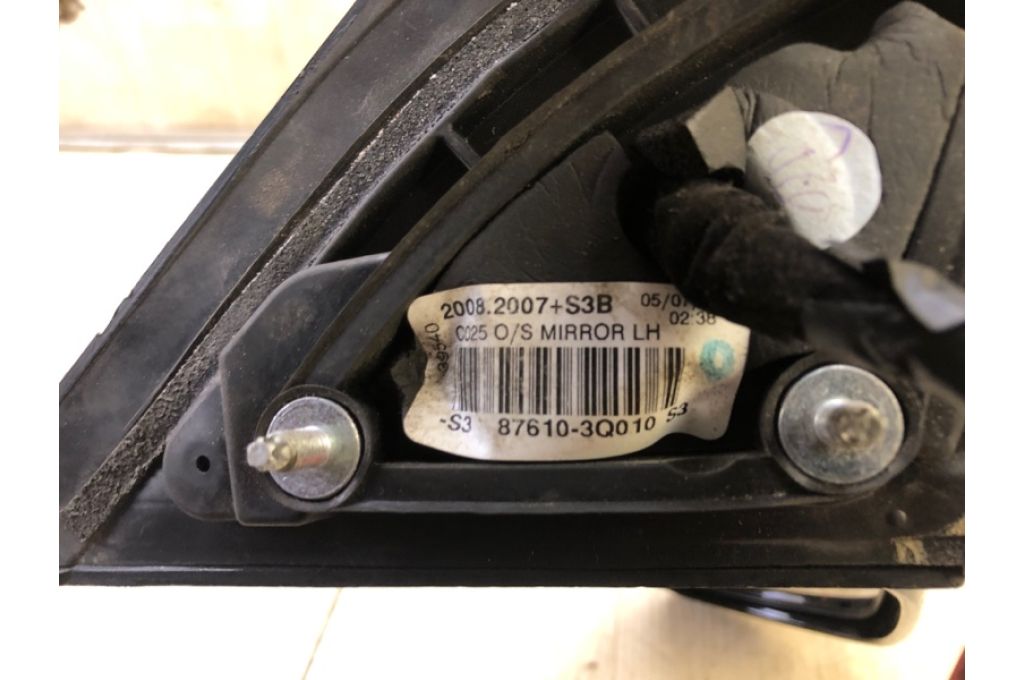 2008.2007+S3B 05/07
02:38
C025 O/S MIRROR LH
-S3 87610-3Q010 S3